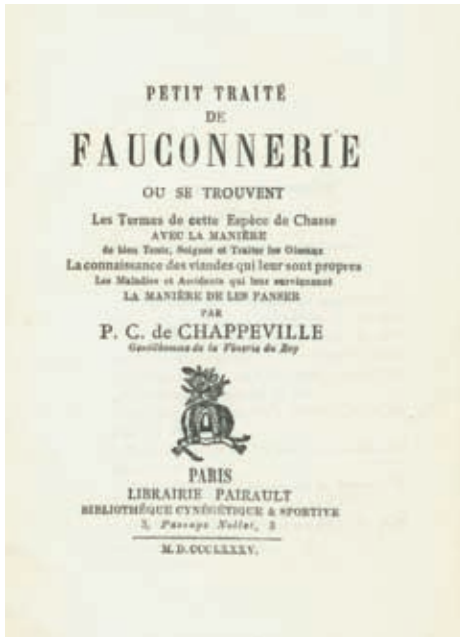 PETIT TRAITÉ
DE
FAUCONNERIE
OU SE TROUVENT
Les Termes de cette Espèce de Chasse
AVEC LA MANIÈRE
de bien Tenir, Soigner et Traiter les Oiseaux
La connaissance des viandes qui leur sont propres
Les Maladies et Accidents qui leur surviennent
LA MANIÈRE DE LES PANSER
PAR
P. C. de CHAPPEVILLE
Gentilhomme de la Vénerie du Roy
PARIS
LIBRAIRIE PAIRAULT
BIBLIOTHÉQUE CYNÉGÉTIQUE & SPORTIVE
3, Passage Nollet, 3
M.D.CCCLXXXV.